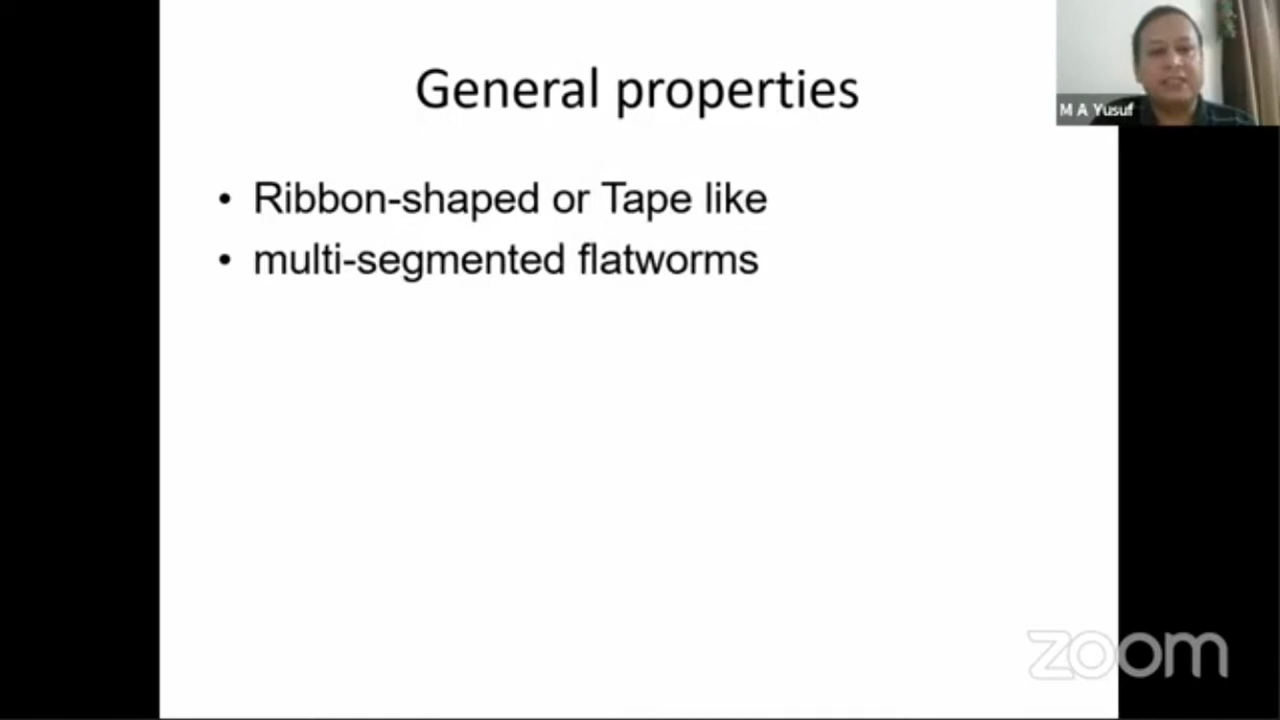 General properties
M A Yusuf
• Ribbon-shaped or Tape like
• multi-segmented flatworms
zoom